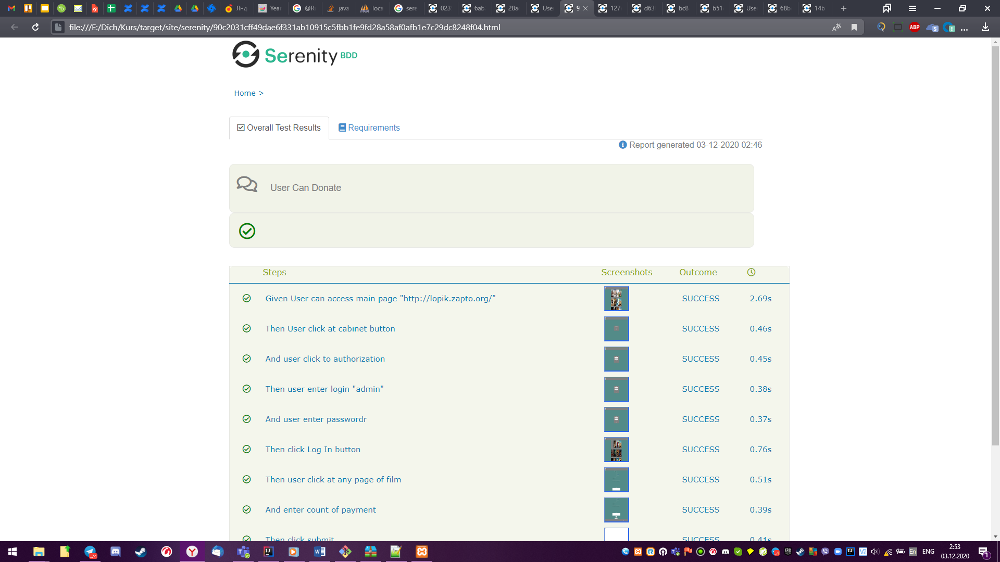 Янд
Year
@R
java
loca
sere
023
6ab
28a
Use
9
127
d63
bc8
b51
Use
68b
14b
file:///E:/Dich/Kurs/target/site/serenity/90c2031cff49dae6f331ab10915c5fbb1fe9fd28a58af0afb1e7c29dc8248f04.html
ABP
Serenity BDD
Home >
Overall Test Results
Requirements
Report generated 03-12-2020 02:46
User Can Donate
Steps Screenshots Outcome
Given User can access main page "http://lopik.zapto.org/" SUCCESS 2.69s
Then User click at cabinet button SUCCESS 0.46s
And user click to authorization SUCCESS 0.45s
Then user enter login "admin" SUCCESS 0.38s
And user enter passwordr SUCCESS 0.37s
Then click Log In button SUCCESS 0.76s
Then user click at any page of film SUCCESS 0.51s
And enter count of payment SUCCESS 0.39s
Then click submit SUCCESS 0.41s
74
ENG
2:53
03.12.2020
1